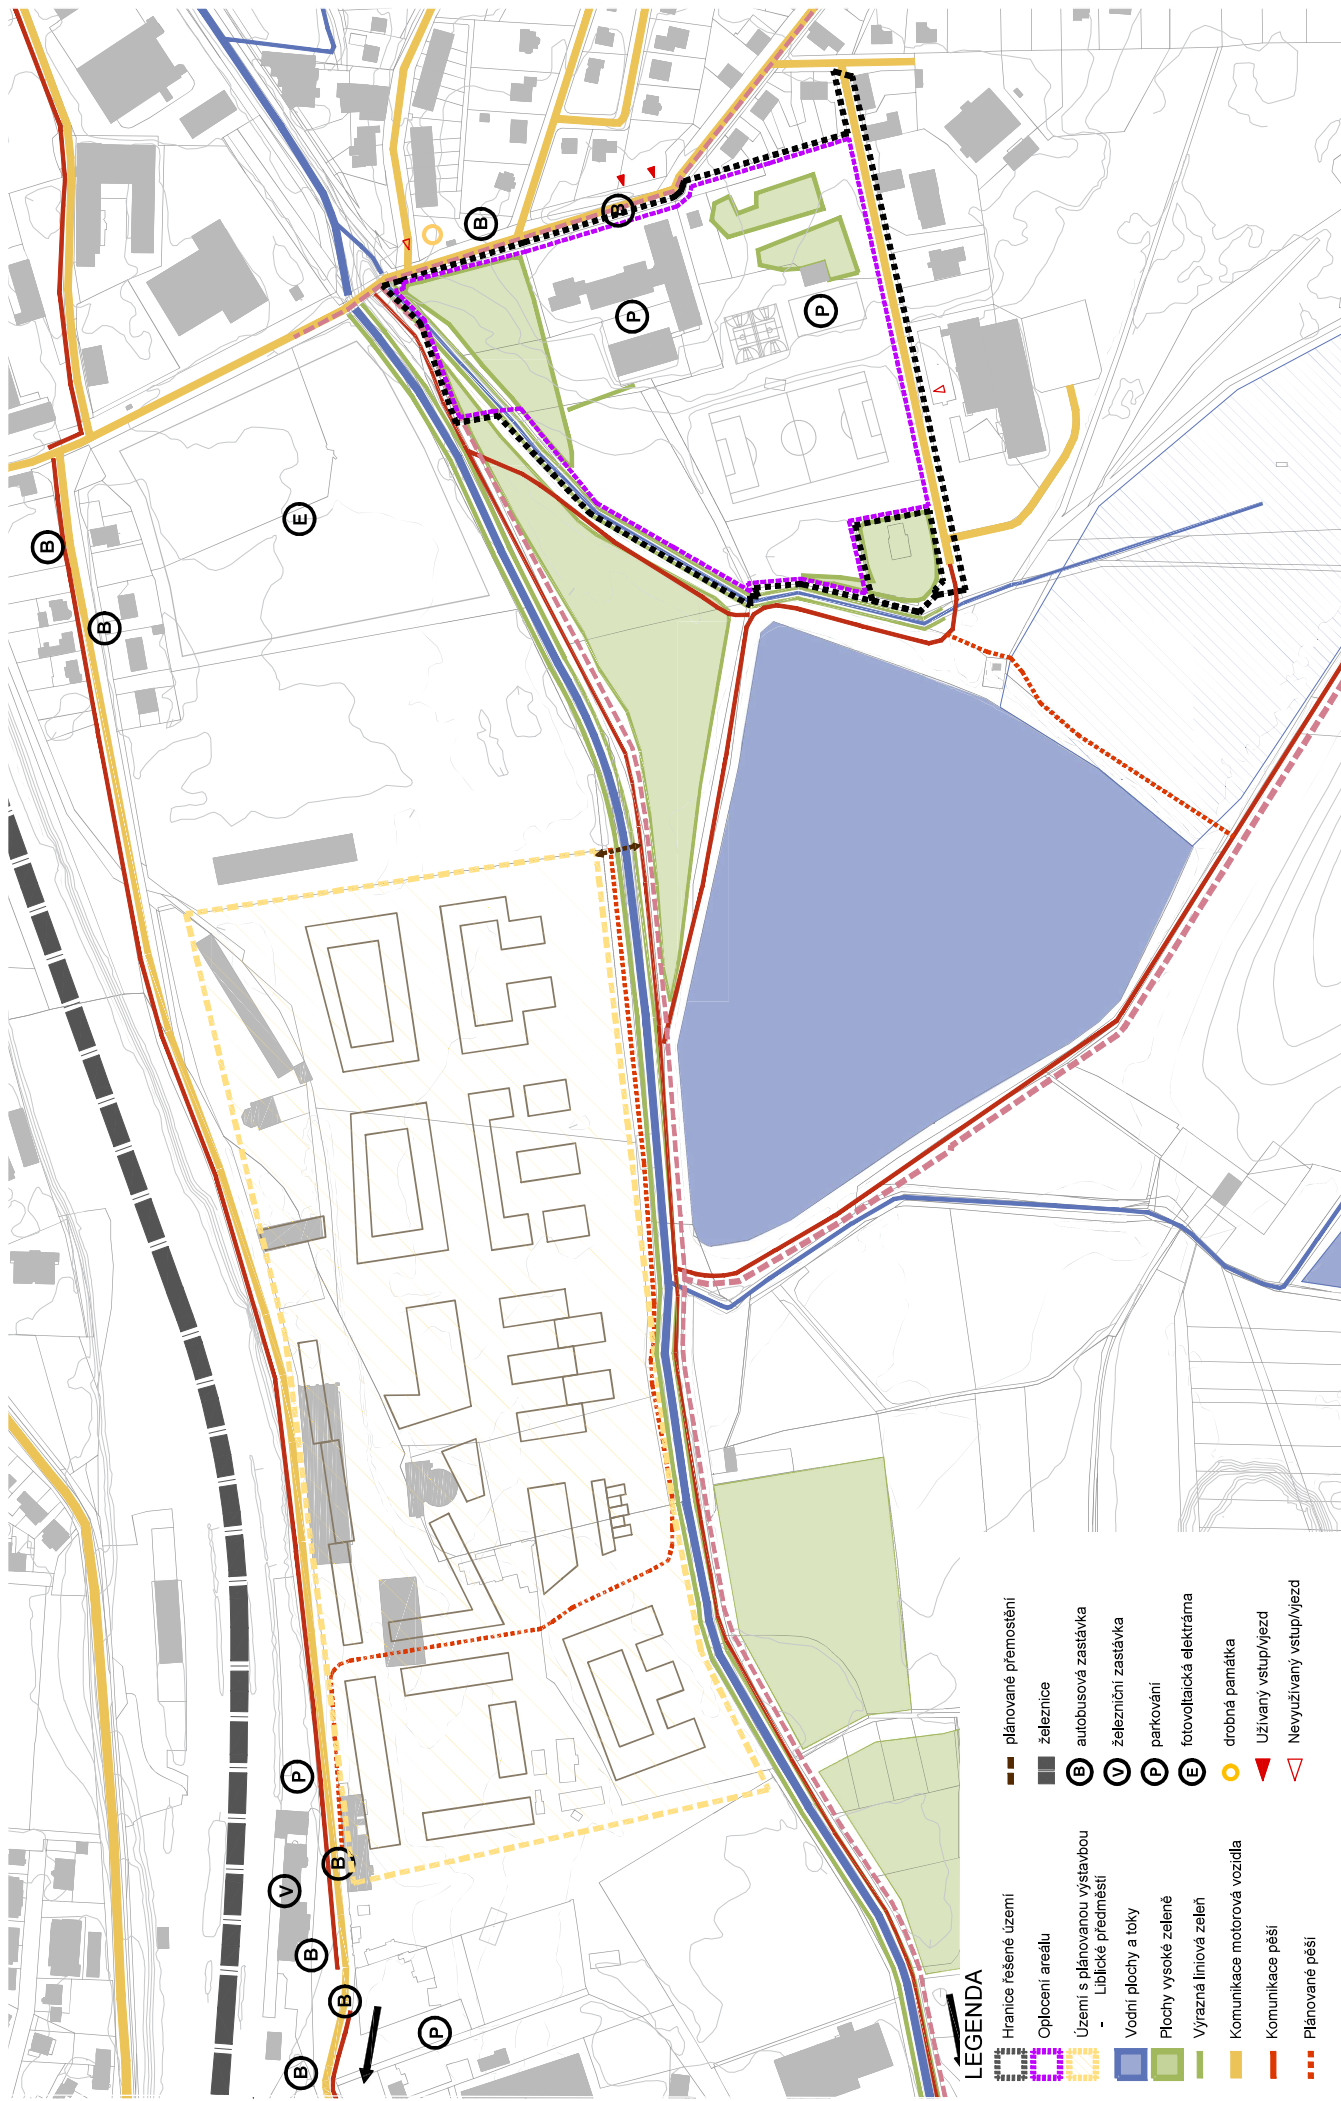 LEGENDA
Hranice řešené území
Oplocení areálu
Území s plánovanou výstavbou
- Liblické předměstí
Vodní plochy a toky
Plochy vysoké zeleně
Výrazná liniová zeleň
Komunikace motorová vozidla
Komunikace pěší
Plánované pěší
plánované přemostění
železnice
B autobusová zastávka
V železniční zastávka
P parkování
E fotovoltaická elektrárna
drobná památka
Užívaný vstup/vjezd
Nevyužívaný vstup/vjezd
B
B
B
B
B
B
B
B
V
P
P
P
P
E